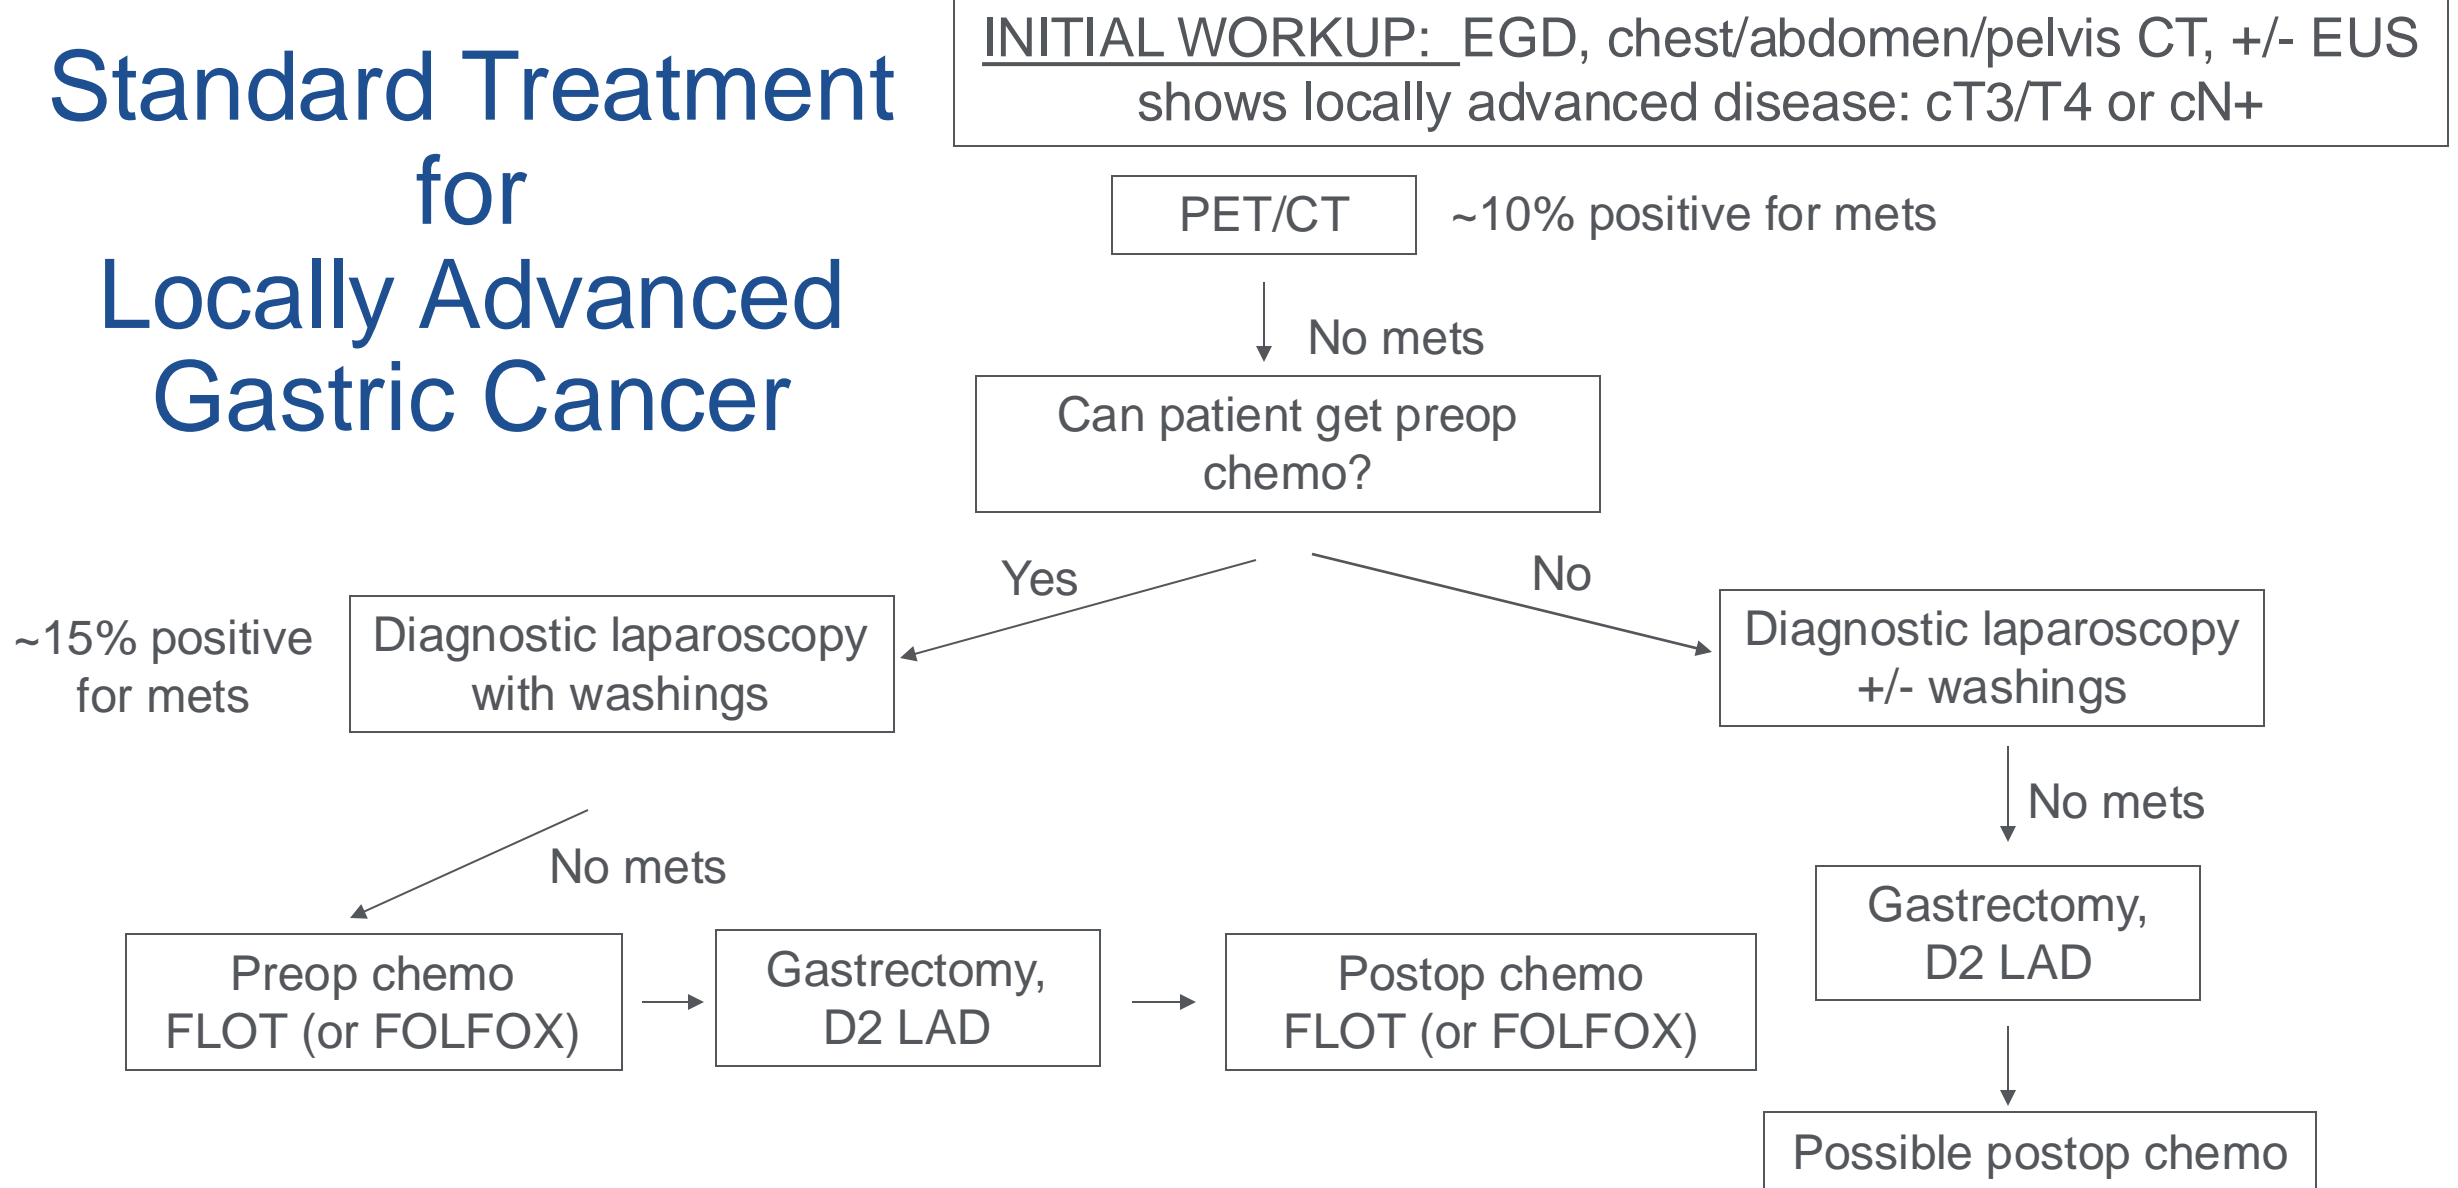 Standard Treatment
for
Locally Advanced
Gastric Cancer
INITIAL WORKUP: EGD, chest/abdomen/pelvis CT, +/- EUS
shows locally advanced disease: cT3/T4 or cN+
PET/CT
~10% positive for mets
No mets
Can patient get preop
chemo?
Yes
No
~15% positive
for mets
Diagnostic laparoscopy
with washings
Diagnostic laparoscopy
+/- washings
No mets
No mets
Preop chemo
FLOT (or FOLFOX)
Gastrectomy,
D2 LAD
Postop chemo
FLOT (or FOLFOX)
Gastrectomy,
D2 LAD
Possible postop chemo